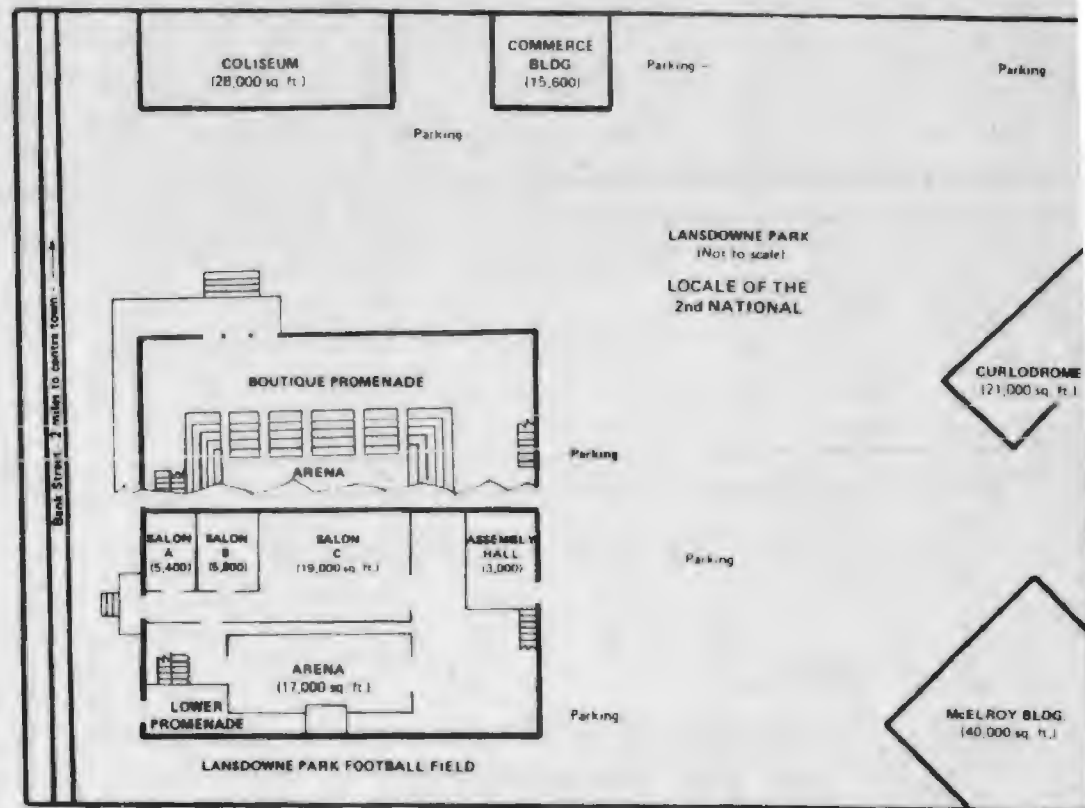 COLISEUM
(28,000 sq. ft.)
COMMERCE
BLDG
(15,600)
Parking -
Parking
Parking
LANSDOWNE PARK
(Not to scale)
LOCALE OF THE
2nd NATIONAL
Bank Street - 2 miles to centre town -
BOUTIQUE PROMENADE
ARENA
CURLODROME
(21,000 sq. ft.)
Parking
SALON
A
(5,400)
SALON
B
(5,800)
SALON
C
(19,000 sq. ft.)
ASSEMBLY
HALL
(3,000)
Parking
ARENA
(17,000 sq. ft.)
LOWER
PROMENADE
Parking
McELROY BLDG.
(40,000 sq. ft.)
LANSDOWNE PARK FOOTBALL FIELD